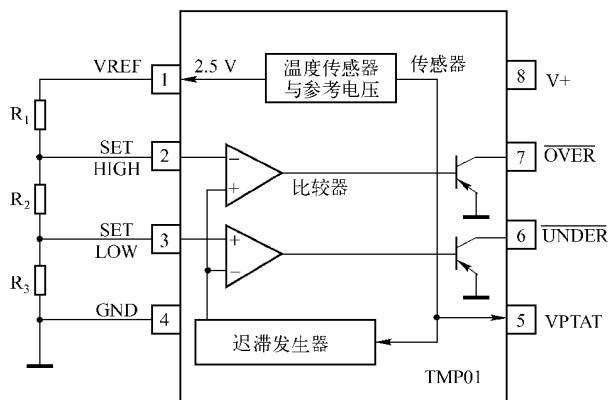 VREF
1
2.5 V
温度传感器
与参考电压
传感器
8
V+
R1
SET
HIGH
2
−
+
比较器
7
OVER
R2
SET
LOW
3
+
−
6
UNDER
R3
GND
4
迟滞发生器
5
VPTAT
TMP01